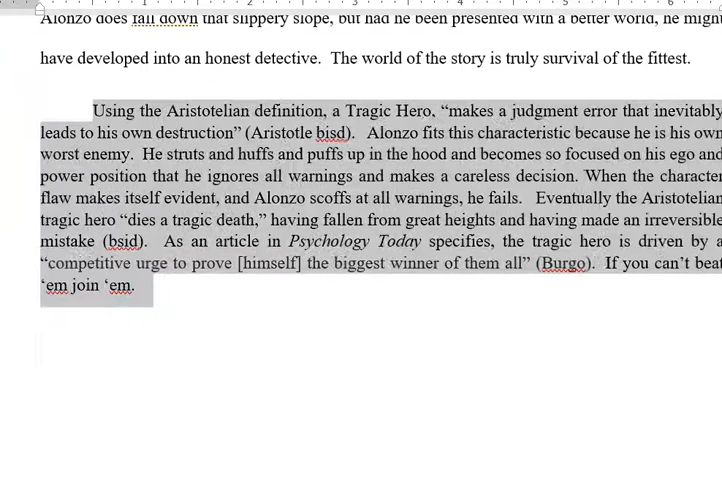 Alonzo does fall down that slippery slope, but had he been presented with a better world, he might
have developed into an honest detective. The world of the story is truly survival of the fittest.
Using the Aristotelian definition, a Tragic Hero, “makes a judgment error that inevitably
leads to his own destruction” (Aristotle bisd). Alonzo fits this characteristic because he is his own
worst enemy. He struts and huffs and puffs up in the hood and becomes so focused on his ego and
power position that he ignores all warnings and makes a careless decision. When the character
flaw makes itself evident, and Alonzo scoffs at all warnings, he fails. Eventually the Aristotelian
tragic hero “dies a tragic death,” having fallen from great heights and having made an irreversible
mistake (bsid). As an article in Psychology Today specifies, the tragic hero is driven by a
“competitive urge to prove [himself] the biggest winner of them all” (Burgo). If you can’t beat
‘em join ‘em.